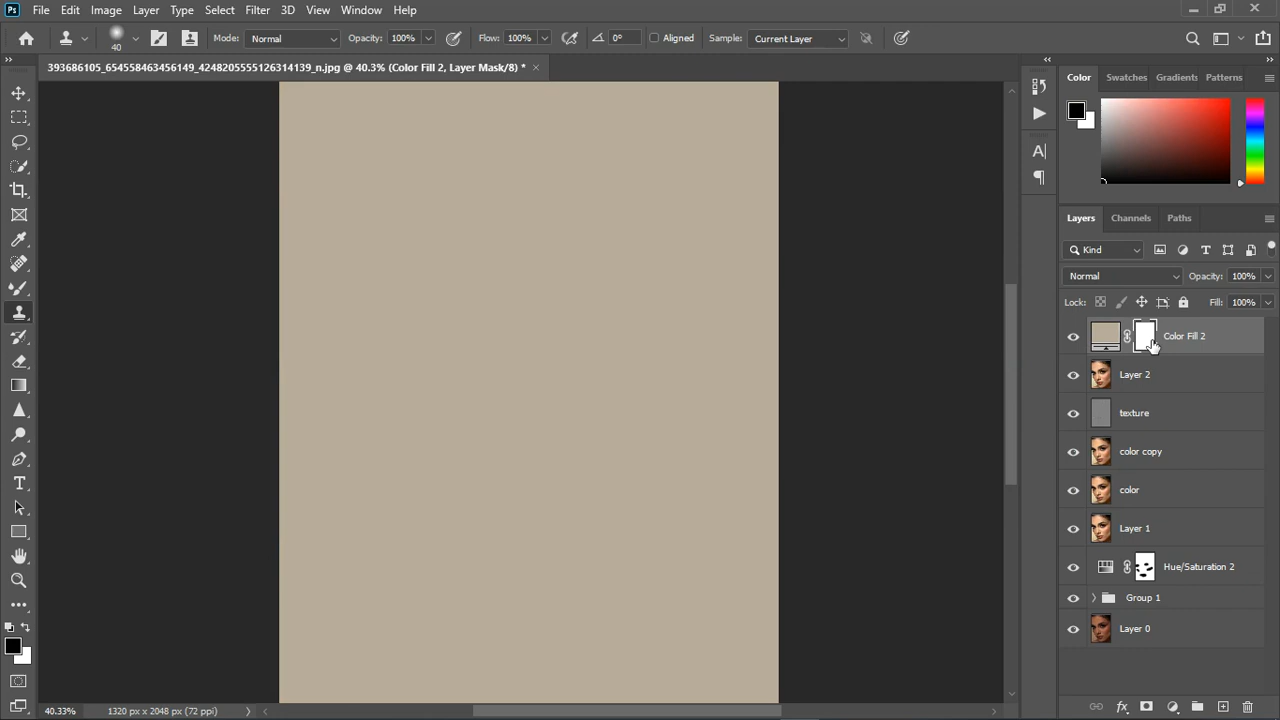 Ps File Edit Image Layer Type Select Filter 3D View Window Help
40 Mode: Normal Opacity: 100% Flow: 100% 0° Aligned Sample: Current Layer
393686105_654558463456149_4248205555126314139_n.jpg @ 40.3% (Color Fill 2, Layer Mask/8) *
Color Swatches Gradients Patterns
Layers Channels Paths
Kind
Normal Opacity: 100%
Lock: Fill: 100%
Color Fill 2
Layer 2
texture
color copy
color
Layer 1
Hue/Saturation 2
Group 1
Layer 0
40.33% 1320 px x 2048 px (72 ppi)